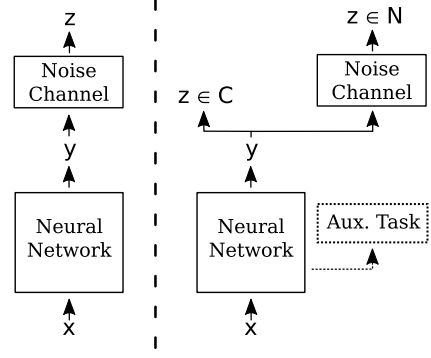 z
Noise
Channel
y
Neural
Network
x
z ∈ N
Noise
Channel
z ∈ C
y
Neural
Network
Aux. Task
x